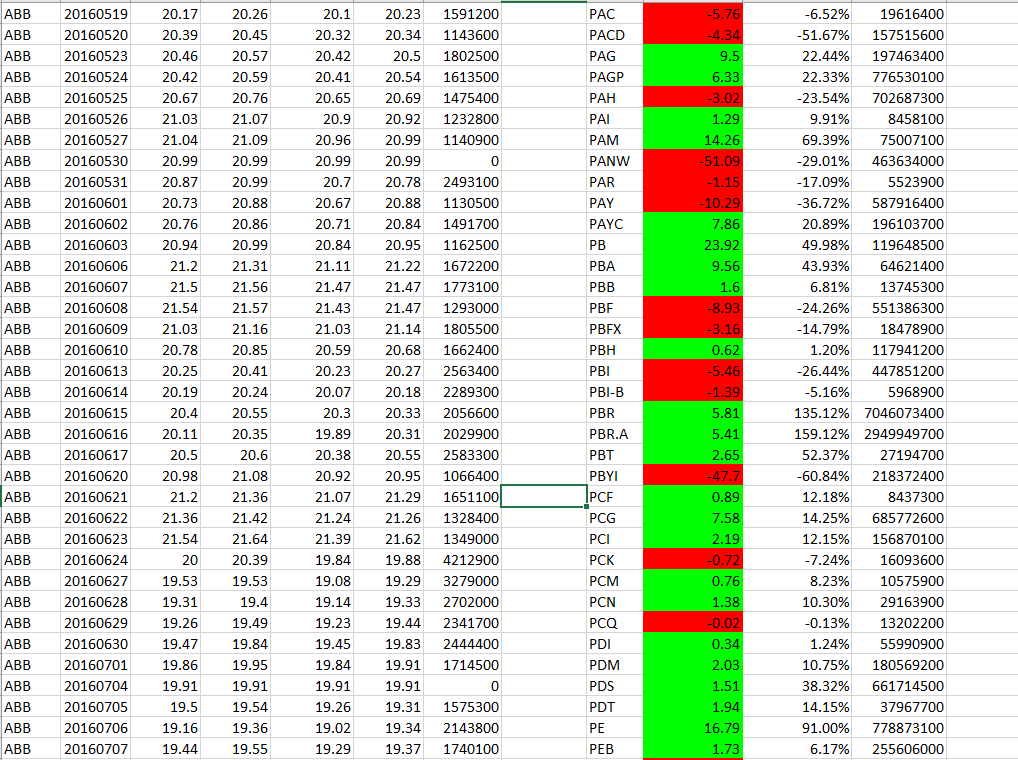 ABB 20160519 20.17 20.26 20.1 20.23 1591200 PAC -5.76 -6.52% 19616400
ABB 20160520 20.39 20.45 20.32 20.34 1143600 PACD -4.34 -51.67% 157515600
ABB 20160523 20.46 20.57 20.42 20.5 1802500 PAG 9.5 22.44% 197463400
ABB 20160524 20.42 20.59 20.41 20.54 1613500 PAGP 6.33 22.33% 776530100
ABB 20160525 20.67 20.76 20.65 20.69 1475400 PAH -3.02 -23.54% 702687300
ABB 20160526 21.03 21.07 20.9 20.92 1232800 PAI 1.29 9.91% 8458100
ABB 20160527 21.04 21.09 20.96 20.99 1140900 PAM 14.26 69.39% 75007100
ABB 20160530 20.99 20.99 20.99 20.99 0 PANW -51.09 -29.01% 463634000
ABB 20160531 20.87 20.99 20.7 20.78 2493100 PAR -1.15 -17.09% 5523900
ABB 20160601 20.73 20.88 20.67 20.88 1130500 PAY -10.29 -36.72% 587916400
ABB 20160602 20.76 20.86 20.71 20.84 1491700 PAYC 7.86 20.89% 196103700
ABB 20160603 20.94 20.99 20.84 20.95 1162500 PB 23.92 49.98% 119648500
ABB 20160606 21.2 21.31 21.11 21.22 1672200 PBA 9.56 43.93% 64621400
ABB 20160607 21.5 21.56 21.47 21.47 1773100 PBB 1.6 6.81% 13745300
ABB 20160608 21.54 21.57 21.43 21.47 1293000 PBF -8.93 -24.26% 551386300
ABB 20160609 21.03 21.16 21.03 21.14 1805500 PBFX -3.16 -14.79% 18478900
ABB 20160610 20.78 20.85 20.59 20.68 1662400 PBH 0.62 1.20% 117941200
ABB 20160613 20.25 20.41 20.23 20.27 2563400 PBI -5.46 -26.44% 447851200
ABB 20160614 20.19 20.24 20.07 20.18 2289300 PBI-B -1.39 -5.16% 5968900
ABB 20160615 20.4 20.55 20.3 20.33 2056600 PBR 5.81 135.12% 7046073400
ABB 20160616 20.11 20.35 19.89 20.31 2029900 PBR.A 5.41 159.12% 2949949700
ABB 20160617 20.5 20.6 20.38 20.55 2583300 PBT 2.65 52.37% 27194700
ABB 20160620 20.98 21.08 20.92 20.95 1066400 PBYI -47.7 -60.84% 218372400
ABB 20160621 21.2 21.36 21.07 21.29 1651100 PCF 0.89 12.18% 8437300
ABB 20160622 21.36 21.42 21.24 21.26 1328400 PCG 7.58 14.25% 685772600
ABB 20160623 21.54 21.64 21.39 21.62 1349000 PCI 2.19 12.15% 156870100
ABB 20160624 20 20.39 19.84 19.88 4212900 PCK -0.72 -7.24% 16093600
ABB 20160627 19.53 19.53 19.08 19.29 3279000 PCM 0.76 8.23% 10575900
ABB 20160628 19.31 19.4 19.14 19.33 2702000 PCN 1.38 10.30% 29163900
ABB 20160629 19.26 19.49 19.23 19.44 2341700 PCQ -0.02 -0.13% 13202200
ABB 20160630 19.47 19.84 19.45 19.83 2444400 PDI 0.34 1.24% 55990900
ABB 20160701 19.86 19.95 19.84 19.91 1714500 PDM 2.03 10.75% 180569200
ABB 20160704 19.91 19.91 19.91 19.91 0 PDS 1.51 38.32% 661714500
ABB 20160705 19.5 19.54 19.26 19.31 1575300 PDT 1.94 14.15% 37967700
ABB 20160706 19.16 19.36 19.02 19.34 2143800 PE 16.79 91.00% 778873100
ABB 20160707 19.44 19.55 19.29 19.37 1740100 PEB 1.73 6.17% 255606000